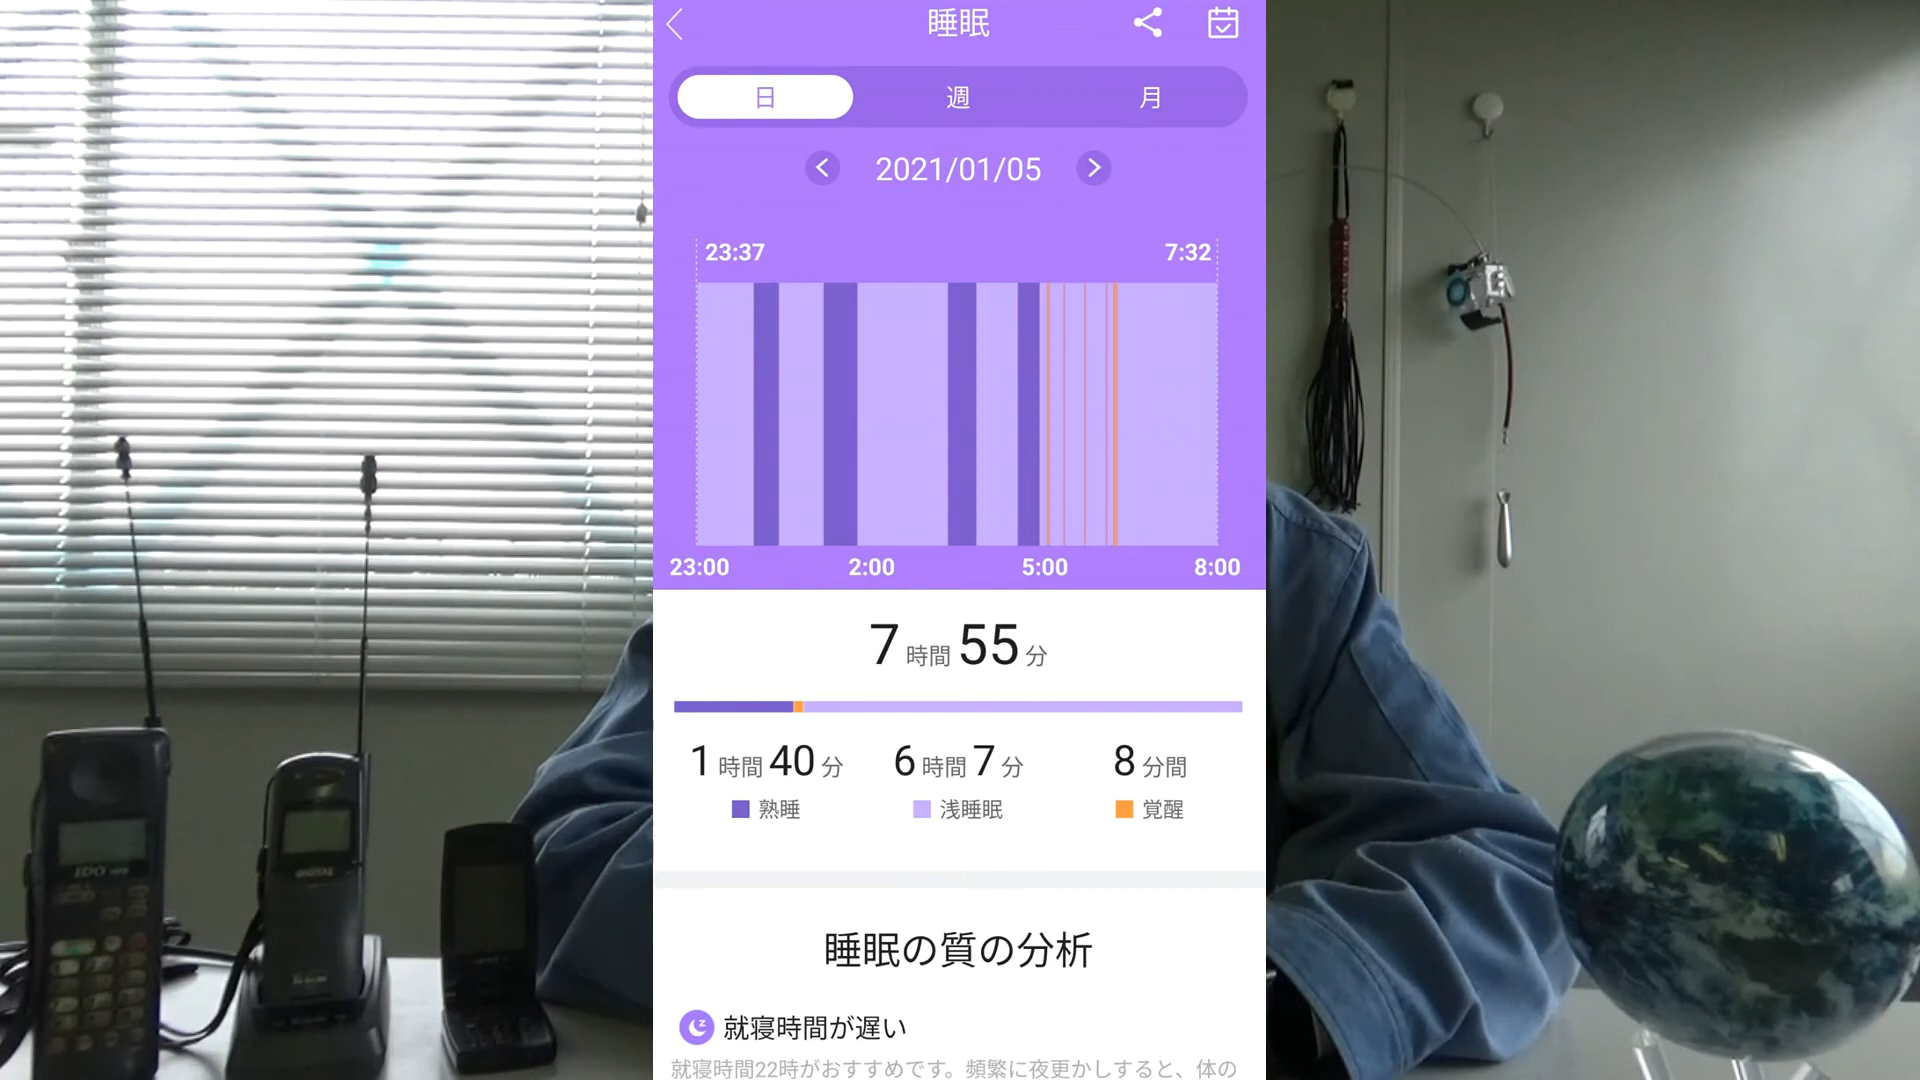 睡眠
日 週 月
2021/01/05
23:37 7:32
23:00 2:00 5:00 8:00
7時間55分
1時間40分 6時間7分 8分間
熟睡 浅睡眠 覚醒
睡眠の質の分析
就寝時間が遅い
就寝時間22時がおすすめです。頻繁に夜更かしすると、体の
IDO
DIGITAL